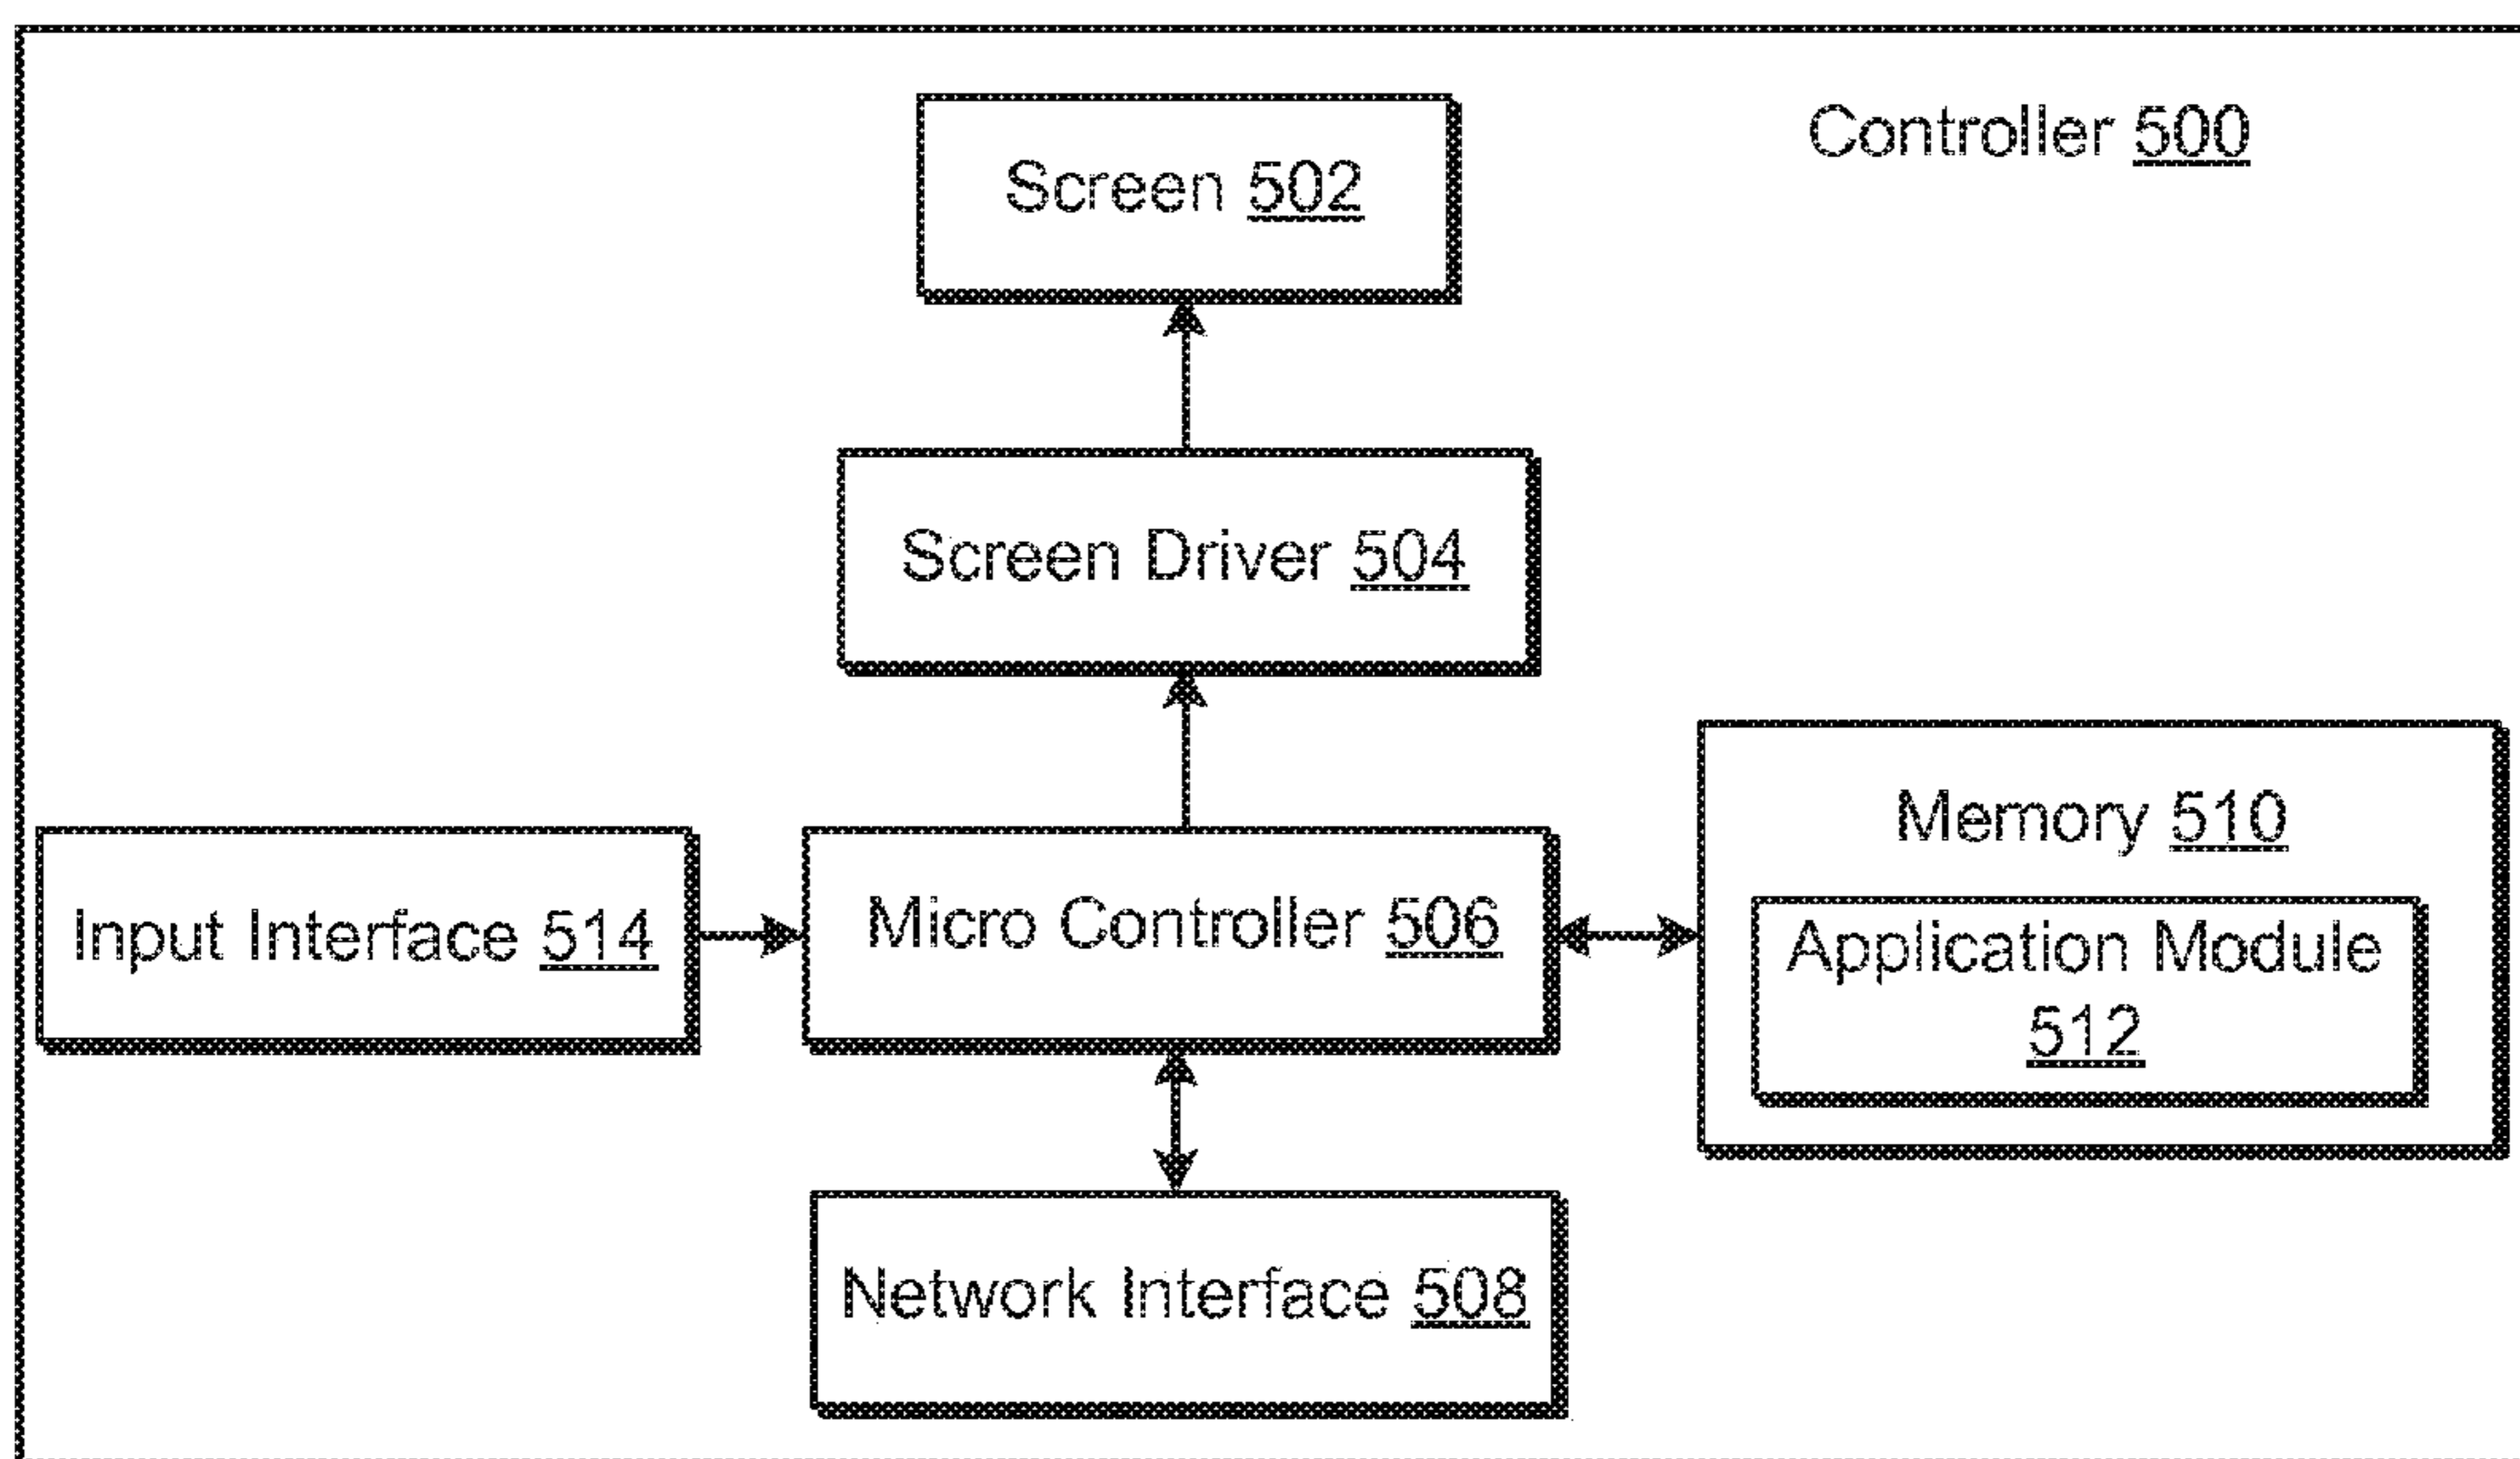 Controller 500
Screen 502
Screen Driver 504
Memory 510
Input Interface 514
Micro Controller 506
Application Module
512
Network Interface 508